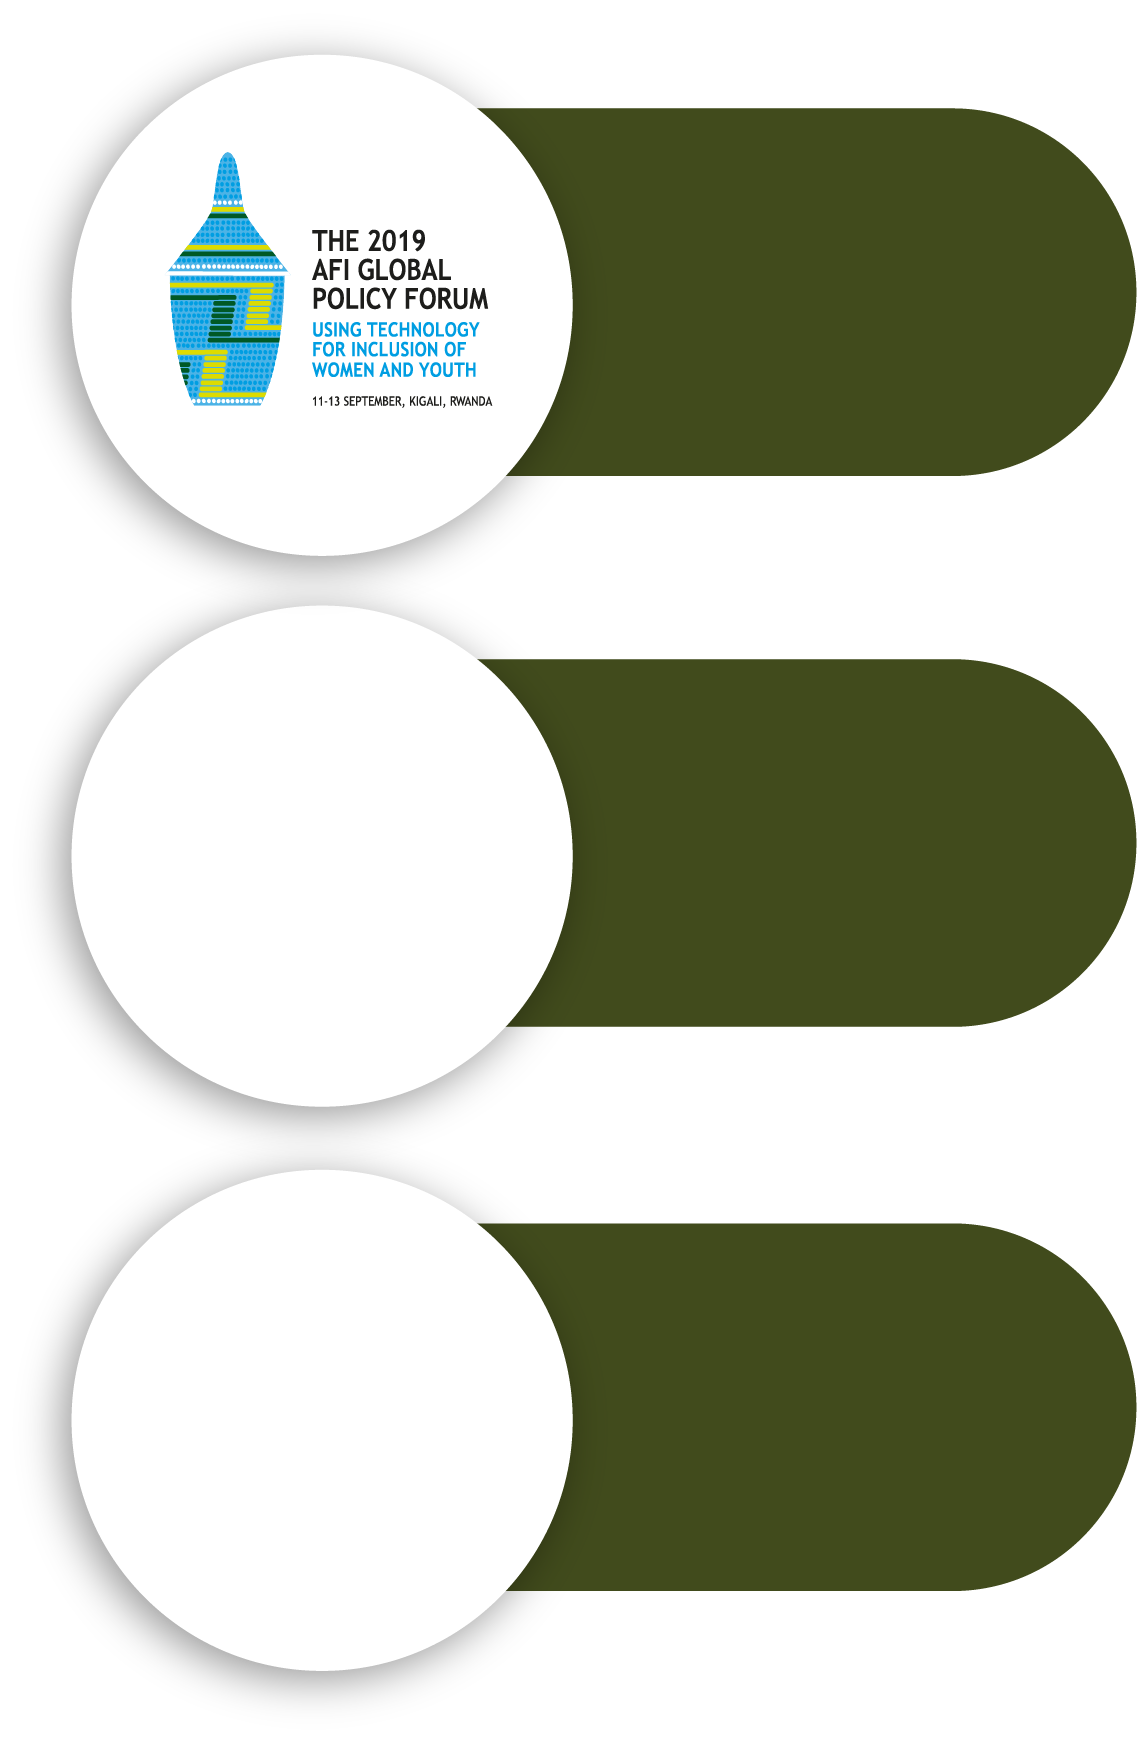 THE 2019
AFI GLOBAL
POLICY FORUM
USING TECHNOLOGY
FOR INCLUSION OF
WOMEN AND YOUTH
11-13 SEPTEMBER, KIGALI, RWANDA